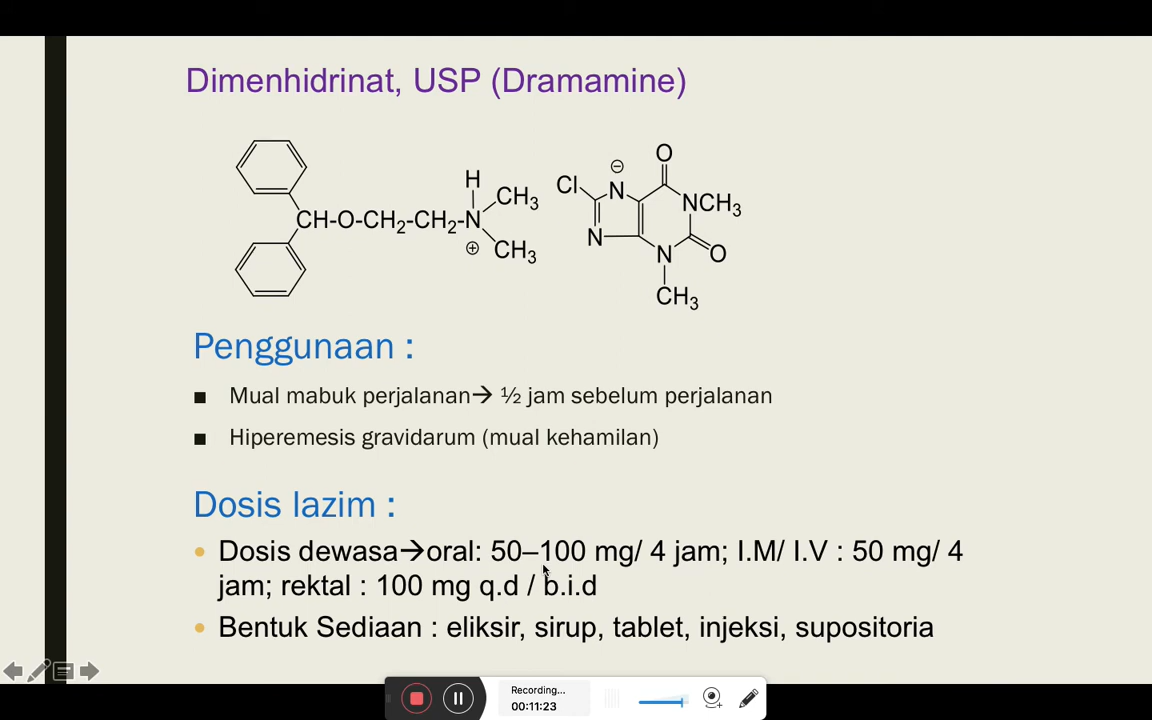 Dimenhidrinat, USP (Dramamine)
H
CH3
CH-O-CH2-CH2-N
⊕
CH3
O
⊖
Cl
N
NCH3
N
N
O
CH3
Penggunaan :
■ Mual mabuk perjalanan→ ½ jam sebelum perjalanan
■ Hiperemesis gravidarum (mual kehamilan)
Dosis lazim :
• Dosis dewasa→oral: 50–100 mg/ 4 jam; I.M/ I.V : 50 mg/ 4
jam; rektal : 100 mg q.d / b.i.d
• Bentuk Sediaan : eliksir, sirup, tablet, injeksi, supositoria
Recording...
00:11:23